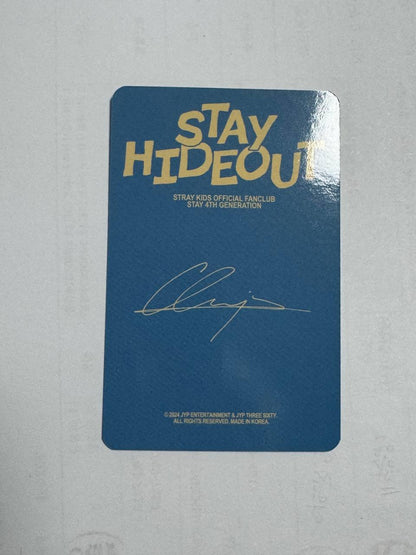 STAY
HIDEOUT
STRAY KIDS OFFICIAL FANCLUB
STAY 4TH GENERATION
© 2024 JYP ENTERTAINMENT & JYP THREE SIXTY.
ALL RIGHTS RESERVED. MADE IN KOREA.